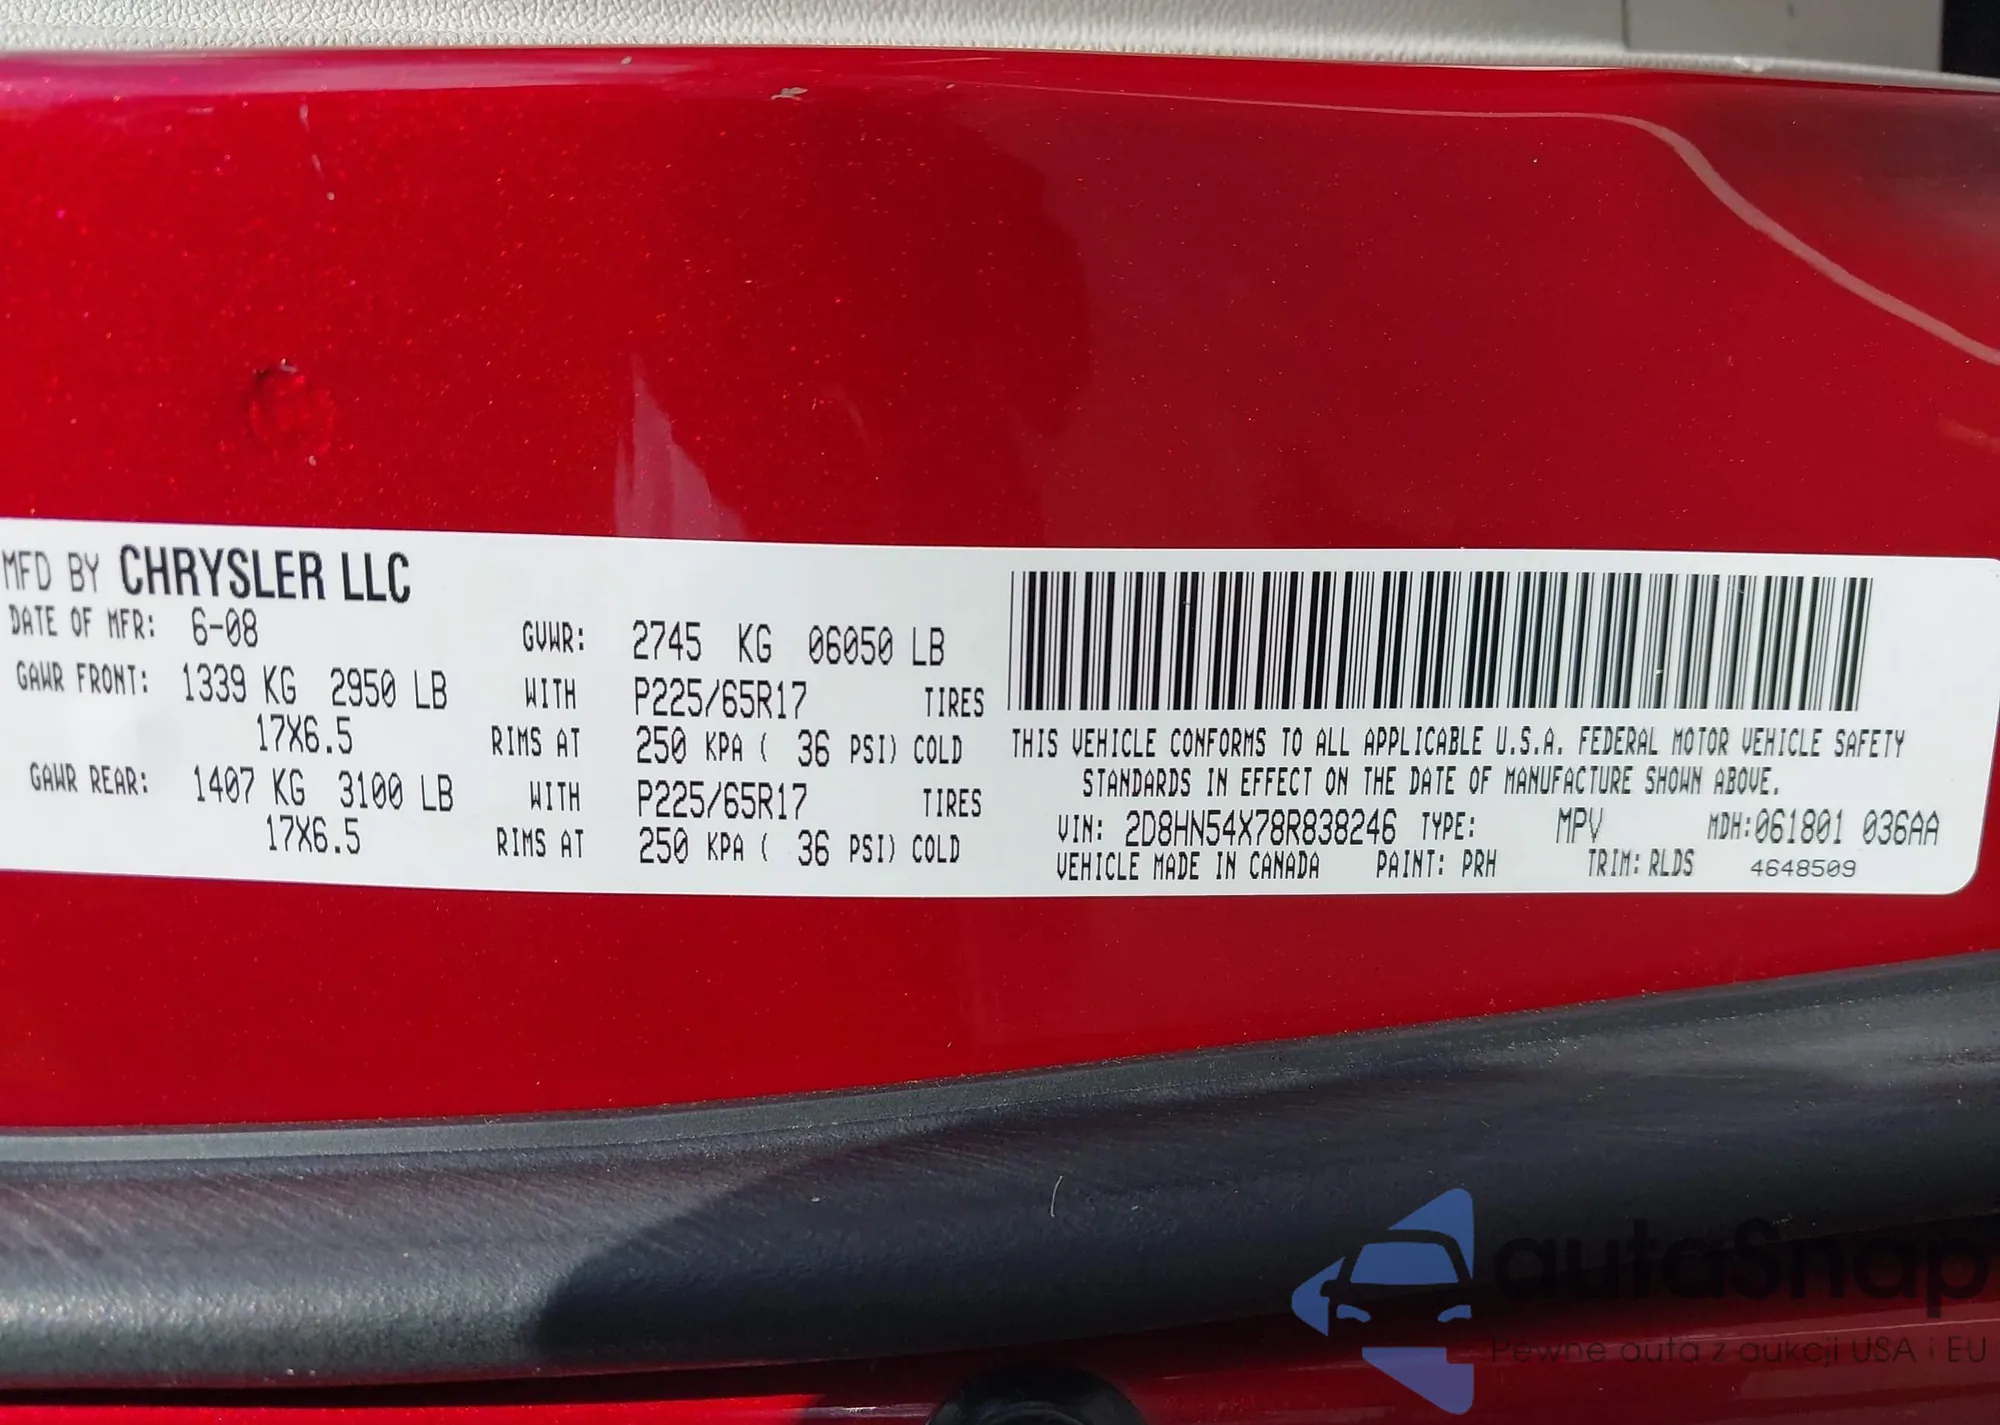 MFD BY CHRYSLER LLC
DATE OF MFR: 6-08 GVWR: 2745 KG 06050 LB
GAWR FRONT: 1339 KG 2950 LB WITH P225/65R17 TIRES
17X6.5 RIMS AT 250 KPA ( 36 PSI) COLD
GAWR REAR: 1407 KG 3100 LB WITH P225/65R17 TIRES
17X6.5 RIMS AT 250 KPA ( 36 PSI) COLD
THIS VEHICLE CONFORMS TO ALL APPLICABLE U.S.A. FEDERAL MOTOR VEHICLE SAFETY
STANDARDS IN EFFECT ON THE DATE OF MANUFACTURE SHOWN ABOVE.
VIN: 2D8HN54X78R838246 TYPE: MPV MDH:061801 036AA
VEHICLE MADE IN CANADA PAINT: PRH TRIM: RLDS 4648509
autaSnap
Pewne auta z aukcji USA i EU